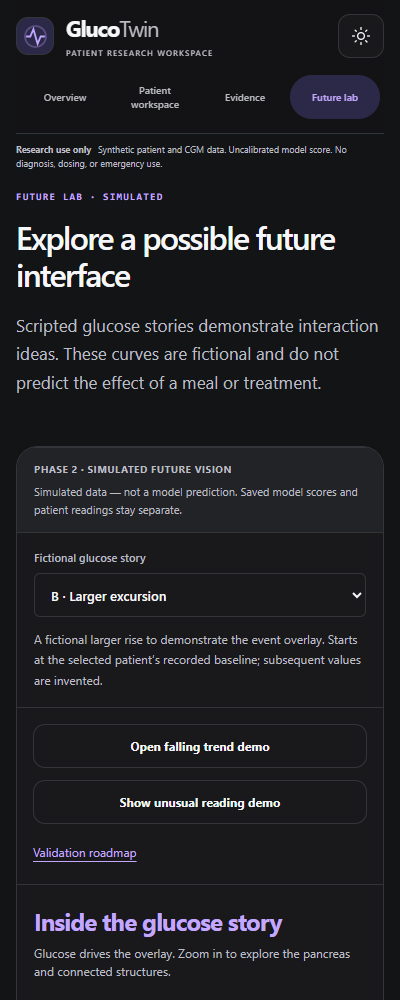 GlucoTwin
PATIENT RESEARCH WORKSPACE
Overview
Patient
workspace
Evidence
Future lab
Research use only Synthetic patient and CGM data. Uncalibrated model score. No
diagnosis, dosing, or emergency use.
FUTURE LAB · SIMULATED
Explore a possible future
interface
Scripted glucose stories demonstrate interaction
ideas. These curves are fictional and do not
predict the effect of a meal or treatment.
PHASE 2 · SIMULATED FUTURE VISION
Simulated data — not a model prediction. Saved model scores and
patient readings stay separate.
Fictional glucose story
B · Larger excursion
A fictional larger rise to demonstrate the event overlay. Starts
at the selected patient's recorded baseline; subsequent values
are invented.
Open falling trend demo
Show unusual reading demo
Validation roadmap
Inside the glucose story
Glucose drives the overlay. Zoom in to explore the pancreas
and connected structures.